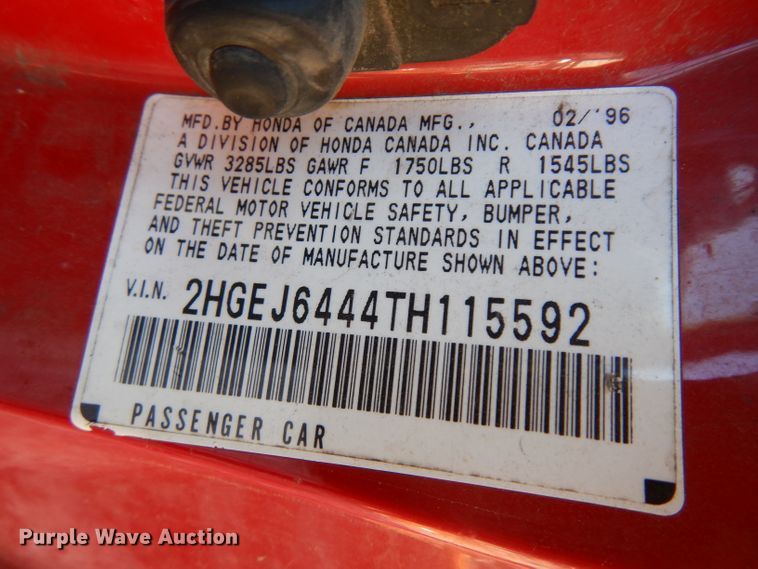 MFD.BY HONDA OF CANADA MFG., 02/'96
A DIVISION OF HONDA CANADA INC. CANADA
GVWR 3285LBS GAWR F 1750LBS R 1545LBS
THIS VEHICLE CONFORMS TO ALL APPLICABLE
FEDERAL MOTOR VEHICLE SAFETY, BUMPER,
AND THEFT PREVENTION STANDARDS IN EFFECT
ON THE DATE OF MANUFACTURE SHOWN ABOVE:
V.I.N. 2HGEJ6444TH115592
PASSENGER CAR
Purple Wave Auction